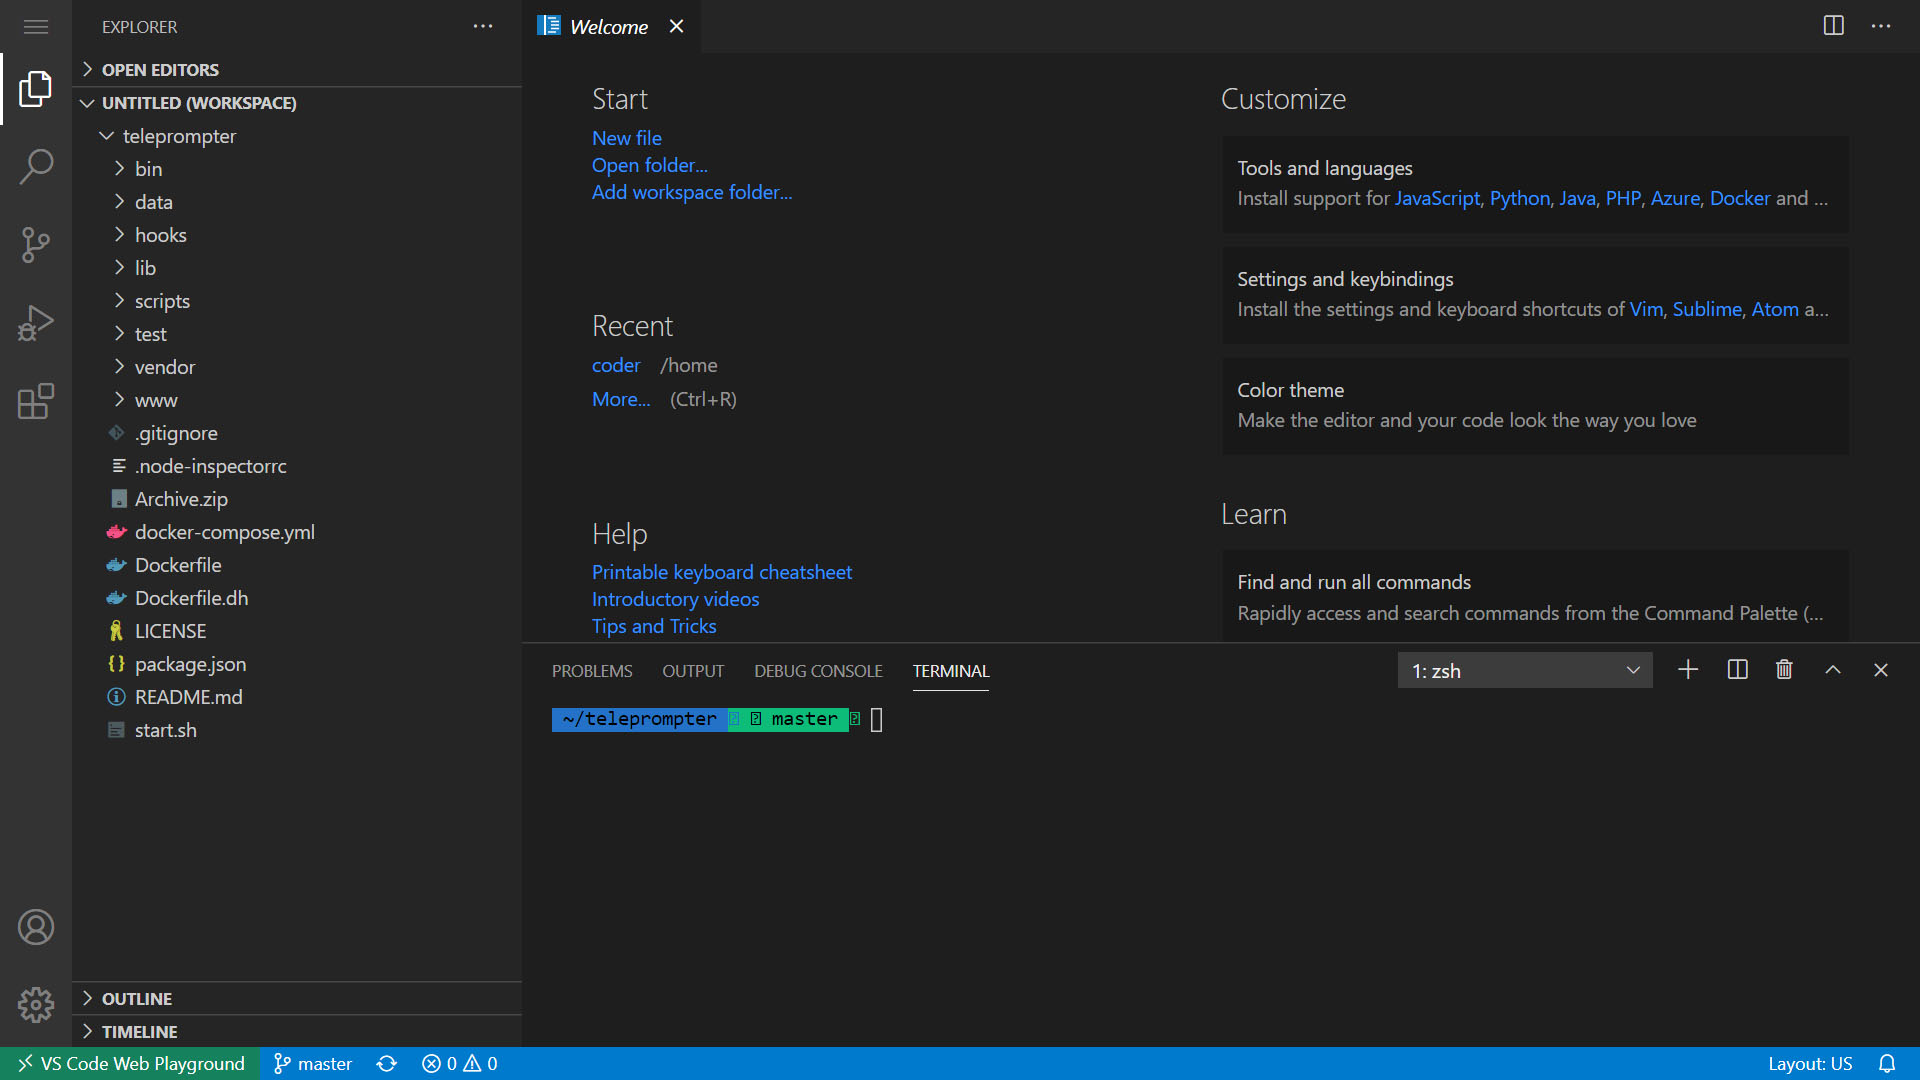 EXPLORER
OPEN EDITORS
UNTITLED (WORKSPACE)
teleprompter
bin
data
hooks
lib
scripts
test
vendor
www
.gitignore
.node-inspectorrc
Archive.zip
docker-compose.yml
Dockerfile
Dockerfile.dh
LICENSE
package.json
README.md
start.sh
OUTLINE
TIMELINE
Welcome
Start
New file
Open folder...
Add workspace folder...
Recent
coder /home
More... (Ctrl+R)
Help
Printable keyboard cheatsheet
Introductory videos
Tips and Tricks
Customize
Tools and languages
Install support for JavaScript, Python, Java, PHP, Azure, Docker and ...
Settings and keybindings
Install the settings and keyboard shortcuts of Vim, Sublime, Atom a...
Color theme
Make the editor and your code look the way you love
Learn
Find and run all commands
Rapidly access and search commands from the Command Palette (...
PROBLEMS OUTPUT DEBUG CONSOLE TERMINAL
1: zsh
~/teleprompter master
VS Code Web Playground master 0 0 Layout: US